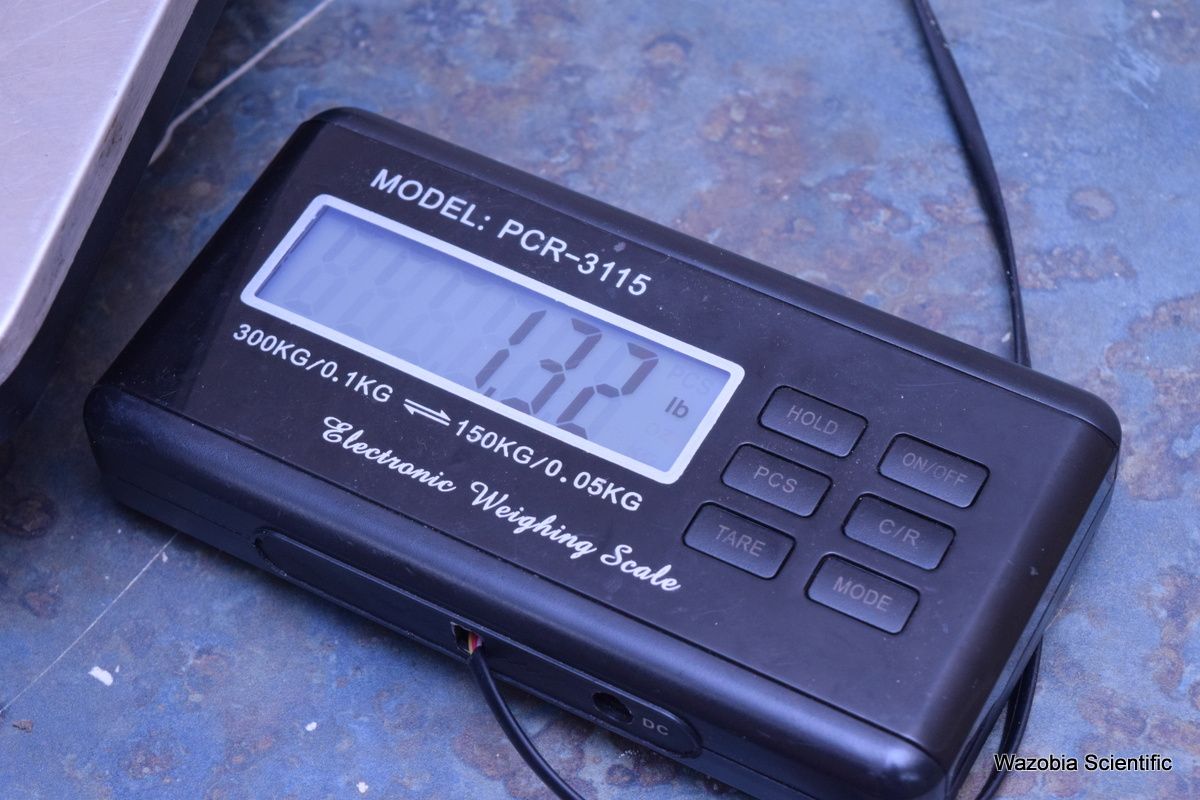 MODEL: PCR-3115
1.32 lb
PCS
OZ
300KG/0.1KG ⇌ 150KG/0.05KG
Electronic Weighing Scale
HOLD
ON/OFF
PCS
C/R
TARE
MODE
DC
Wazobia Scientific